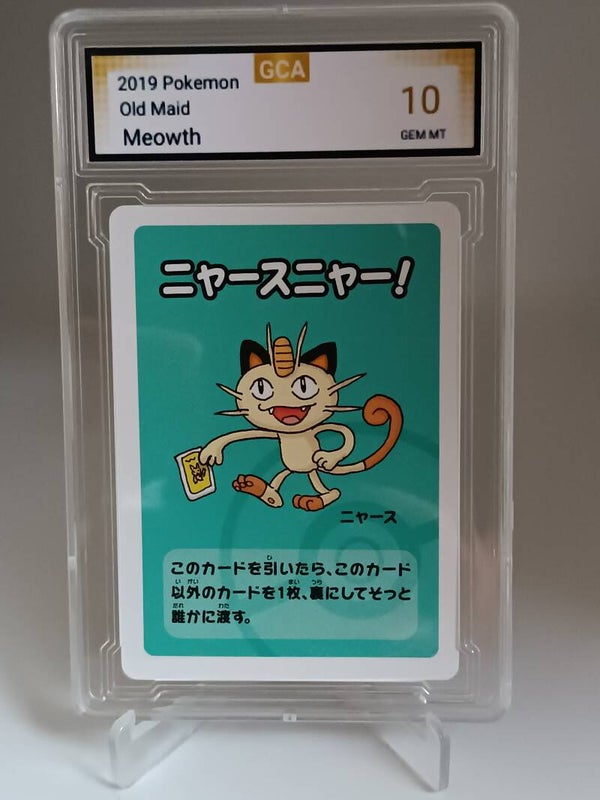 GCA
2019 Pokemon
Old Maid
Meowth
10
GEM MT
ニャースニャー!
ニャース
このカードを引いたら、このカード
以外のカードを1枚、裏にしてそっと
誰かに渡す。